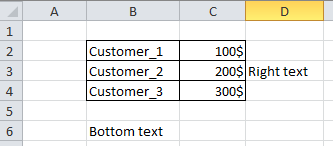 A B C D
1
2 Customer_1 100$
3 Customer_2 200$ Right text
4 Customer_3 300$
5
6 Bottom text